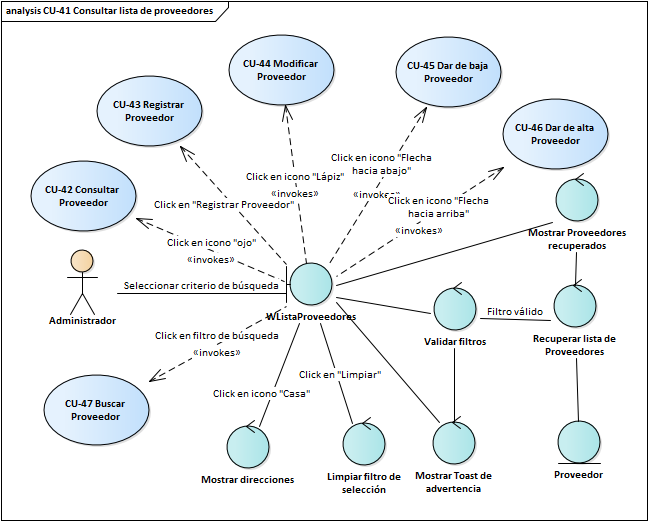 analysis CU-41 Consultar lista de proveedores
CU-44 Modificar
Proveedor
CU-45 Dar de baja
Proveedor
CU-43 Registrar
Proveedor
CU-46 Dar de alta
Proveedor
Click en icono "Flecha
hacia abajo"
«invokes»
Click en icono "Lápiz"
«invokes»
CU-42 Consultar
Proveedor
Click en "Registrar Proveedor"
Click en icono "Flecha
hacia arriba"
«invokes»
Mostrar Proveedores
recuperados
Click en icono "ojo"
«invokes»
Seleccionar criterio de búsqueda
Administrador
WListaProveedores
Filtro válido
Validar filtros
Recuperar lista de
Proveedores
Click en filtro de búsqueda
«invokes»
Click en "Limpiar"
Click en icono "Casa"
CU-47 Buscar
Proveedor
Mostrar direcciones
Limpiar filtro de
selección
Mostrar Toast de
advertencia
Proveedor